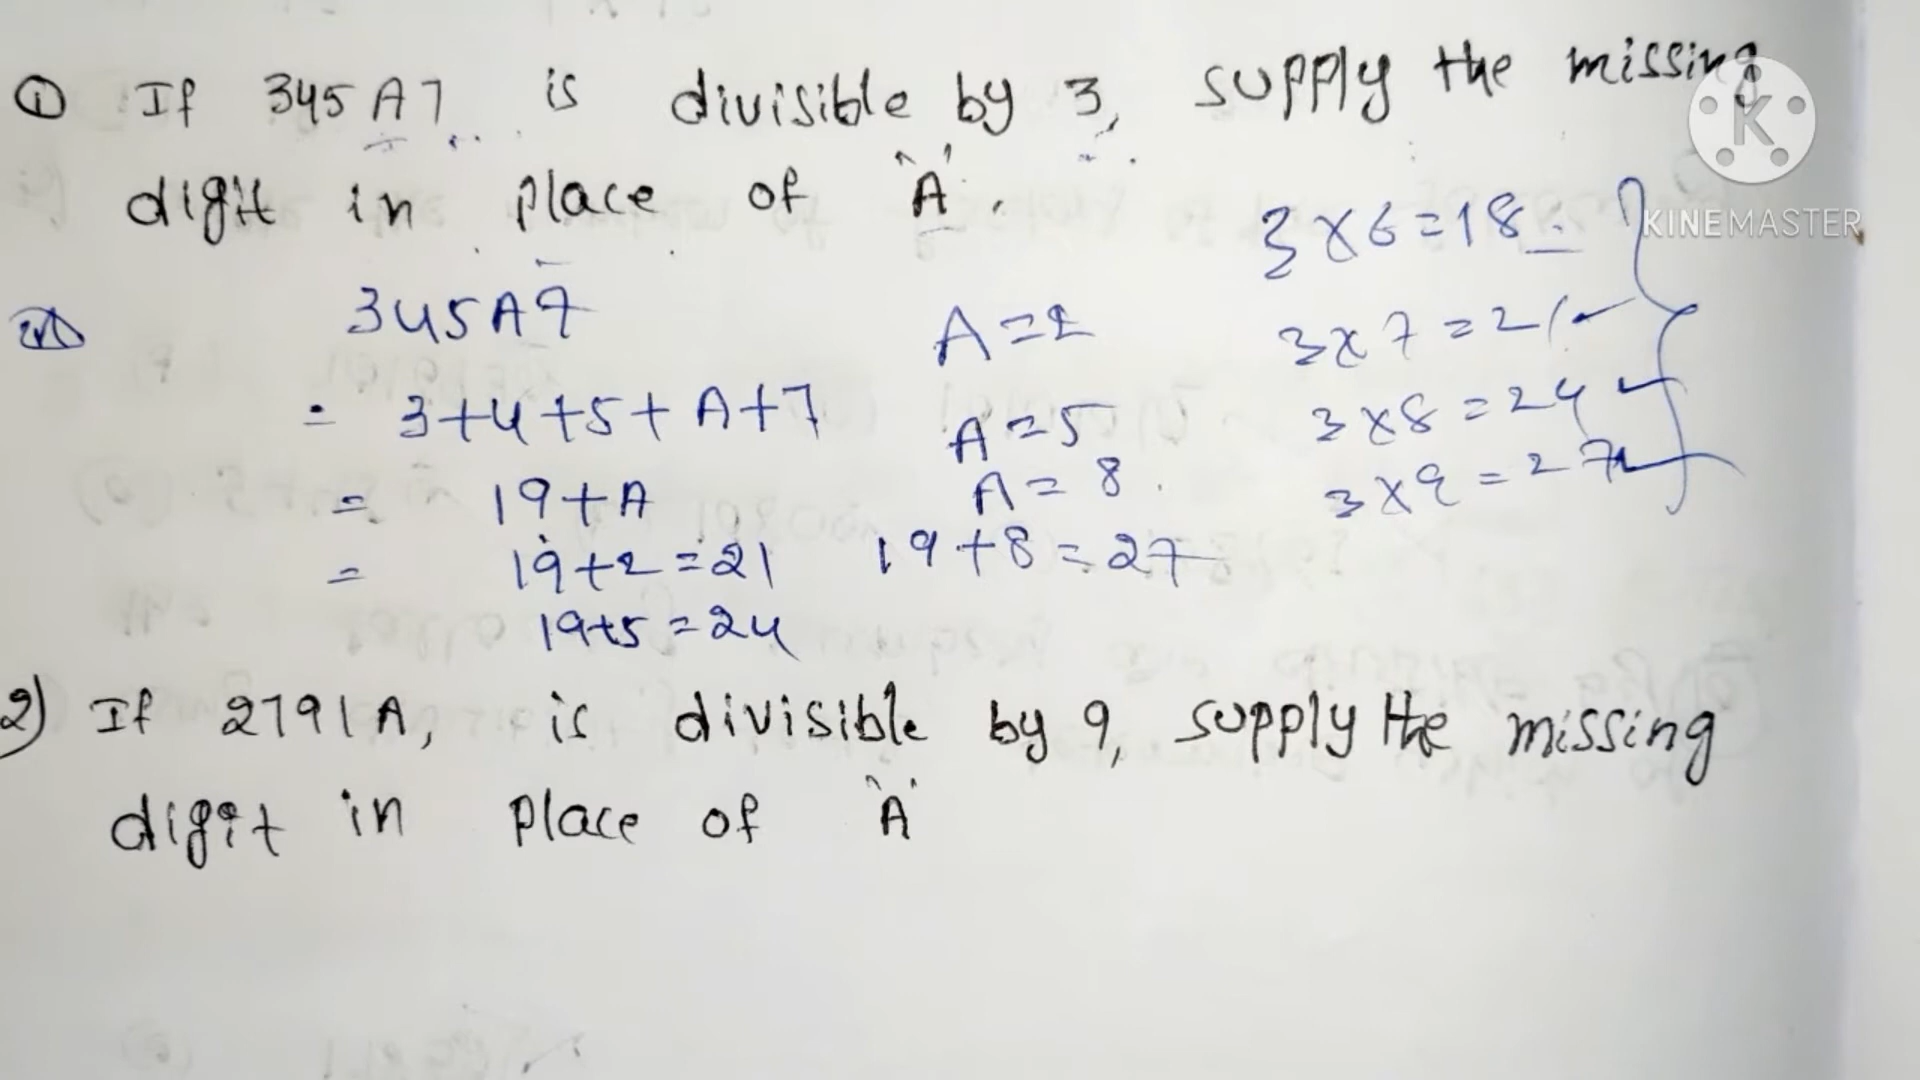 ① If 345A7 is divisible by 3, supply the missing
digit in place of 'A'.
3×6=18
KINEMASTER
345A7
A=2
3×7=21
= 3+4+5+A+7
A=5
3×8=24
= 19+A
A=8
3×9=27
= 19+2=21
19+8=27
19+5=24
2) If 2791A, is divisible by 9, supply the missing
digit in place of 'A'